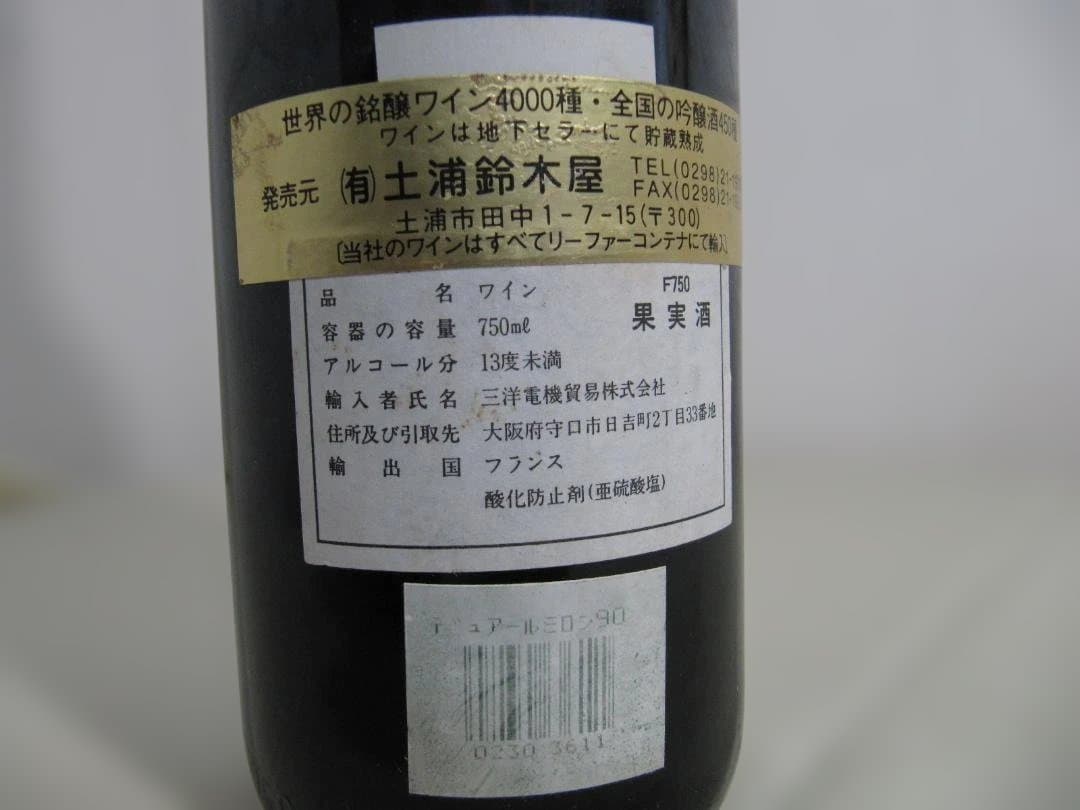 世界の銘醸ワイン4000種・全国の吟醸酒450種
ワインは地下セラーにて貯蔵熟成
発売元 (有)土浦鈴木屋 TEL(0298)21-
FAX(0298)21-
土浦市田中1-7-15(〒300)
〔当社のワインはすべてリーファーコンテナにて輸入〕
F750
品名 ワイン
果実酒
容器の容量 750mℓ
アルコール分 13度未満
輸入者氏名 三洋電機貿易株式会社
住所及び引取先 大阪府守口市日吉町2丁目33番地
輸出国 フランス
酸化防止剤(亜硫酸塩)
デュアールミロン90
0230 3611